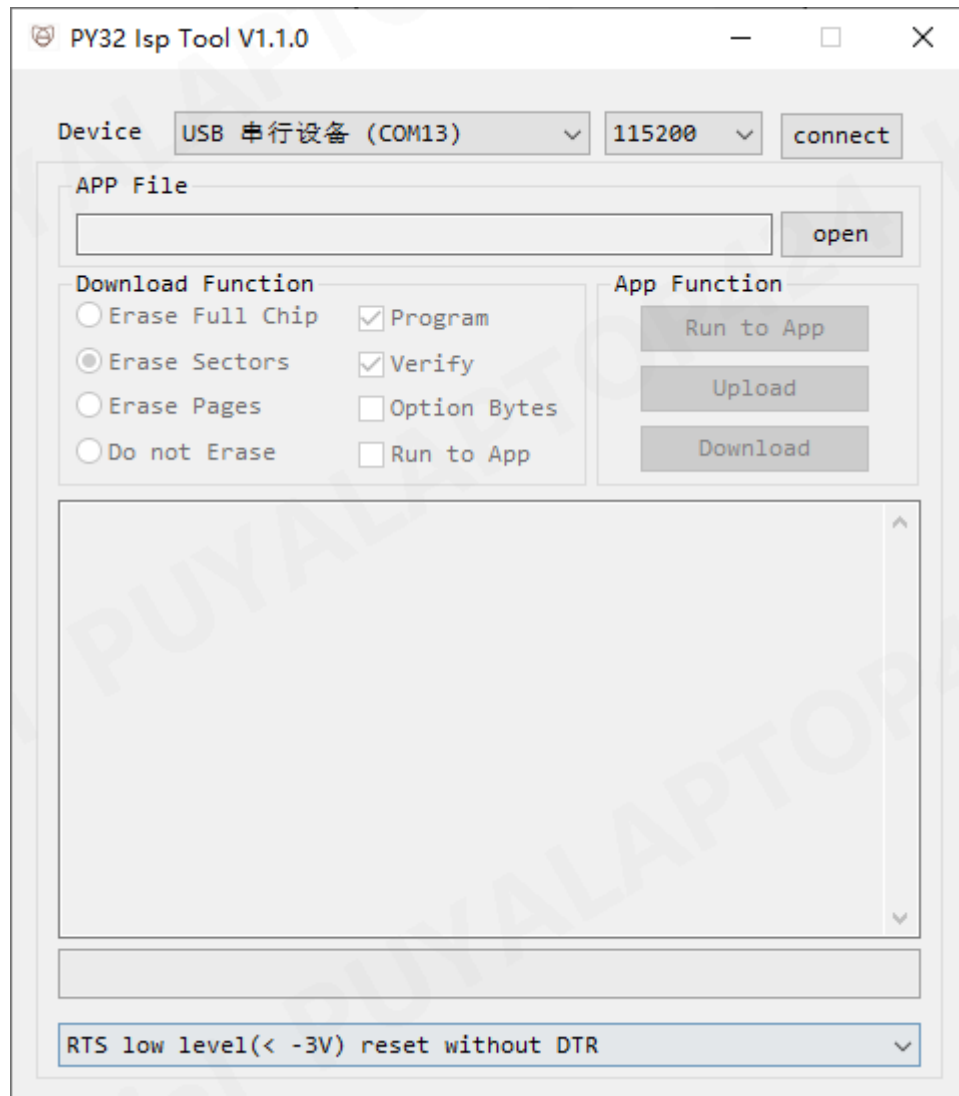 PY32 Isp Tool V1.1.0
Device USB 串行设备 (COM13) 115200 connect
APP File
open
Download Function
Erase Full Chip Program
Erase Sectors Verify
Erase Pages Option Bytes
Do not Erase Run to App
App Function
Run to App
Upload
Download
RTS low level(< -3V) reset without DTR
PUYALAPTOP424